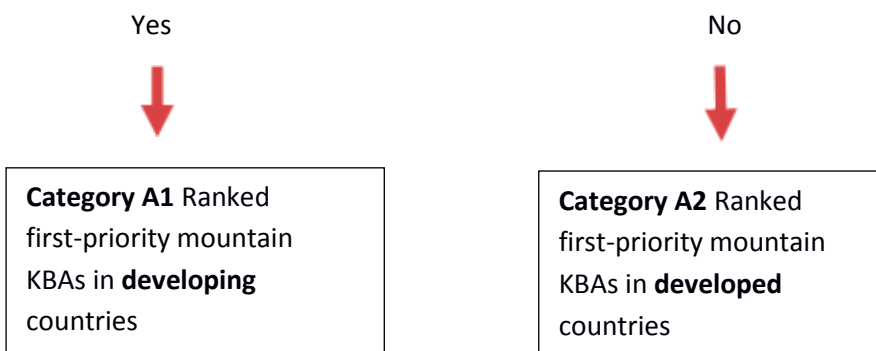 Yes
No
Category A1 Ranked
first-priority mountain
KBAs in developing
countries
Category A2 Ranked
first-priority mountain
KBAs in developed
countries